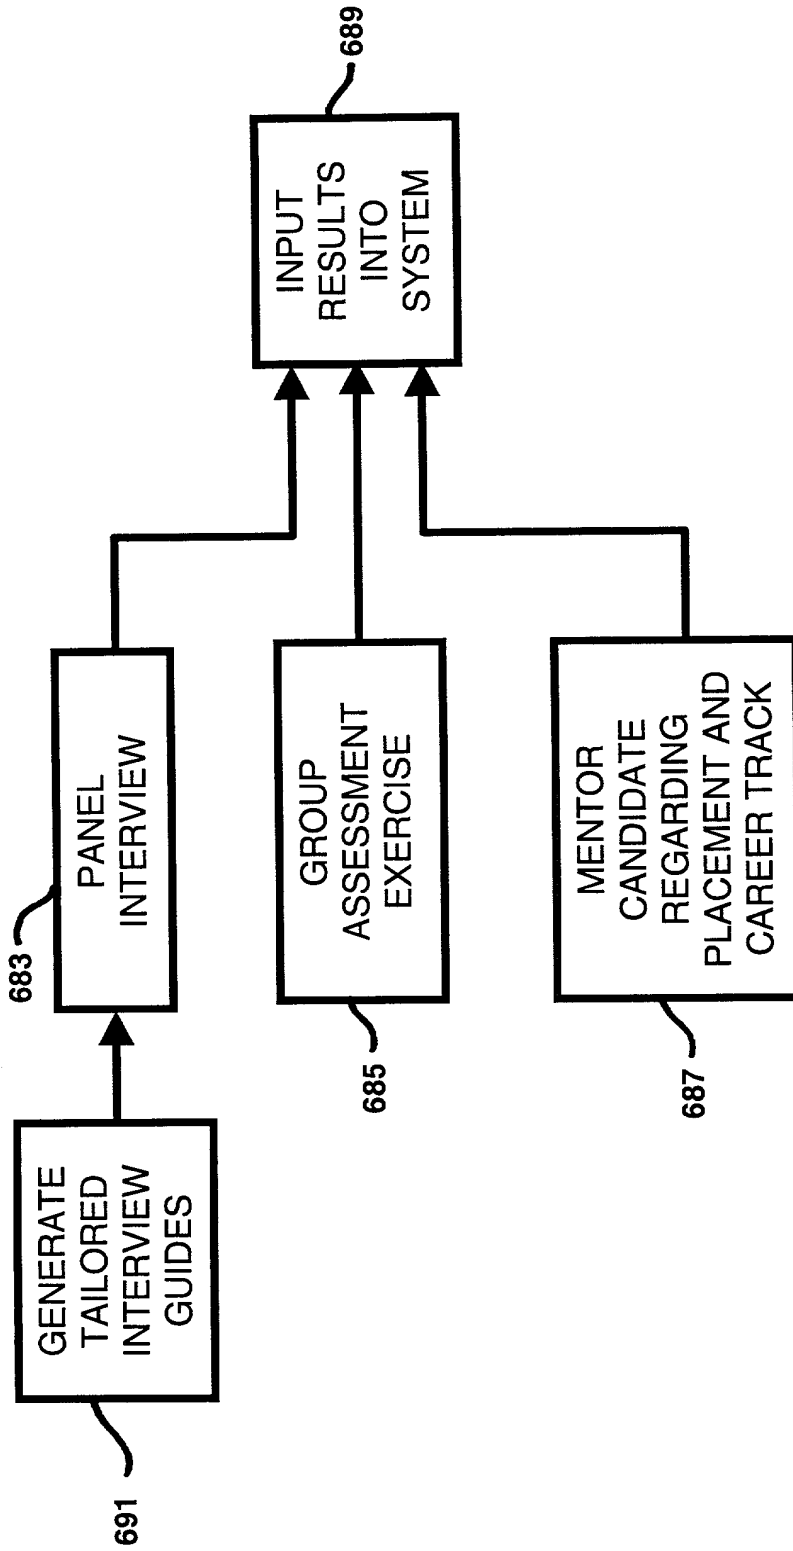 691
GENERATE
TAILORED
INTERVIEW
GUIDES
683
PANEL
INTERVIEW
685
GROUP
ASSESSMENT
EXERCISE
687
MENTOR
CANDIDATE
REGARDING
PLACEMENT AND
CAREER TRACK
689
INPUT
RESULTS
INTO
SYSTEM